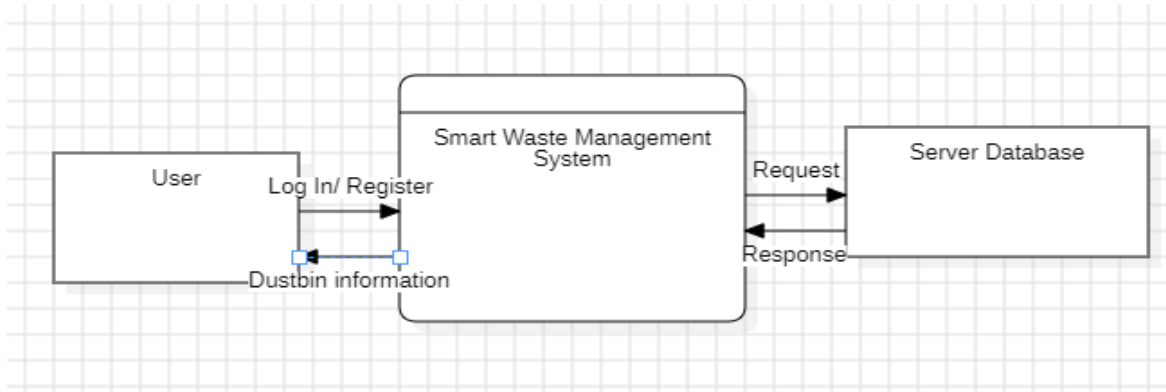 User
Log In/ Register
Dustbin information
Smart Waste Management
System
Request
Response
Server Database